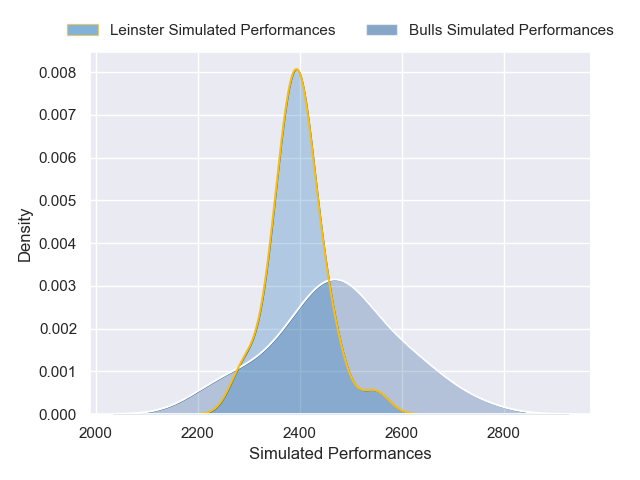 Leinster Simulated Performances
Bulls Simulated Performances
0.008
0.007
0.006
0.005
0.004
0.003
0.002
0.001
0.000
Density
2000 2200 2400 2600 2800
Simulated Performances